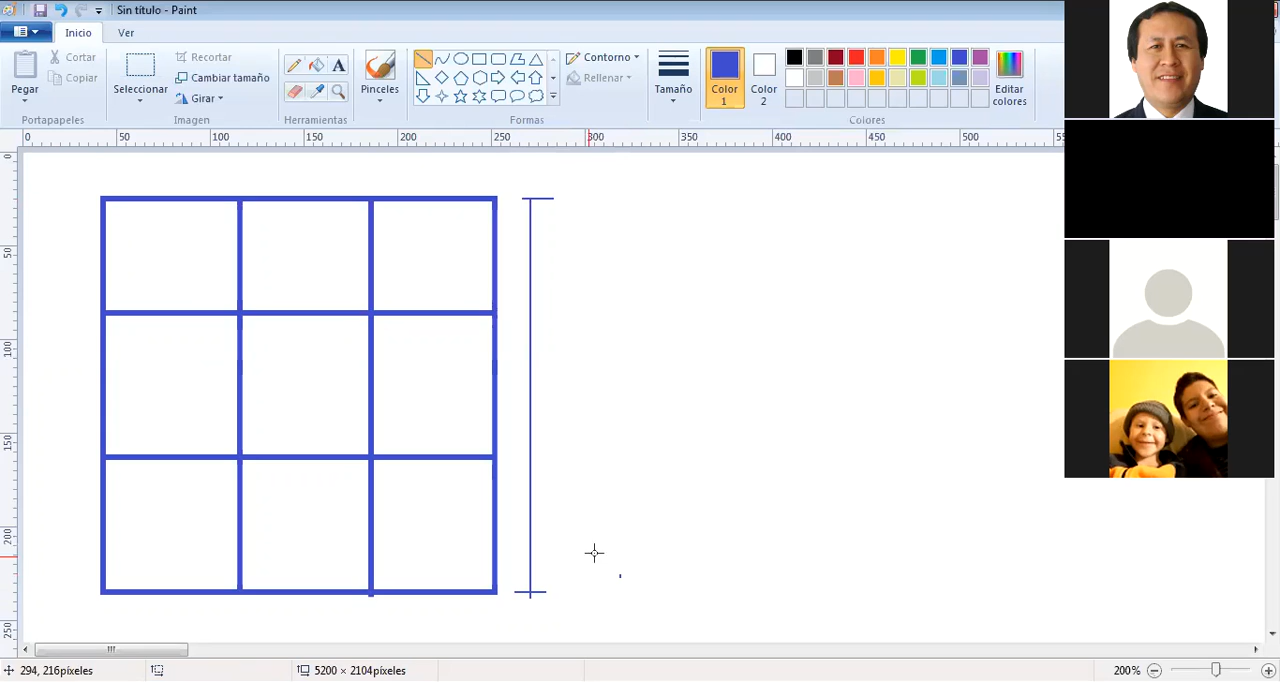 Sin título - Paint
Inicio Ver
Pegar
Cortar
Copiar
Portapapeles
Seleccionar
Recortar
Cambiar tamaño
Girar
Imagen
A
Herramientas
Pinceles
Contorno
Rellenar
Formas
Tamaño
Color 1
Color 2
Editar colores
Colores
0 50 100 150 200 250 300 350 400 450 500
0
50
100
150
200
250
294, 216píxeles 5200 × 2104píxeles 200%